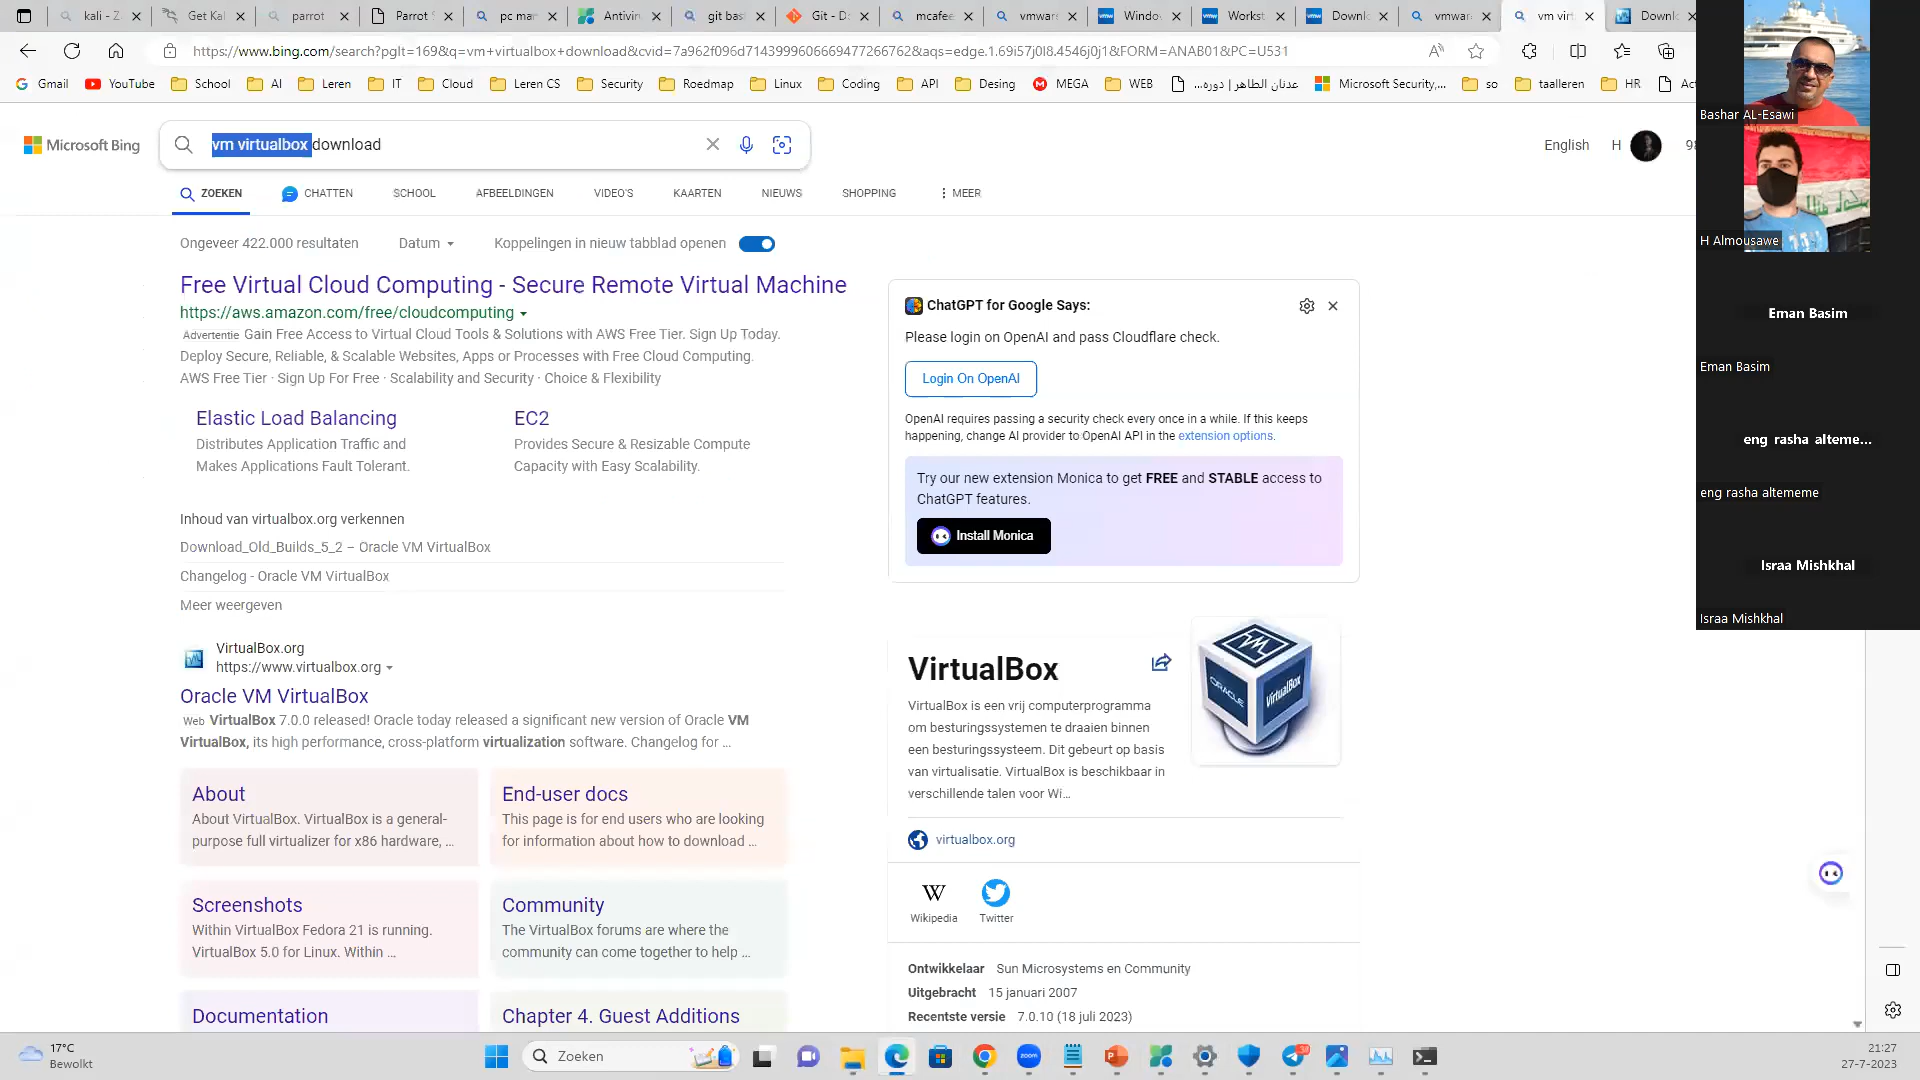 kali - Z
Get Kal
parrot
Parrot S
pc man
Antivir
git bas
Git - Do
mcafee
vmwar
Windo
Workst
Downlo
vmwar
vm virt
Downlo
https://www.bing.com/search?pglt=169&q=vm+virtualbox+download&cvid=7a962f096d7143999606669477266762&aqs=edge.1.69i57j0l8.4546j0j1&FORM=ANAB01&PC=U531
Gmail
YouTube
School
AI
Leren
IT
Cloud
Leren CS
Security
Roedmap
Linux
Coding
API
Desing
MEGA
WEB
عدنان الطاهر | دوره...
Microsoft Security,...
so
taalleren
HR
Act
Microsoft Bing
vm virtualbox download
English
H
98
ZOEKEN
CHATTEN
SCHOOL
AFBEELDINGEN
VIDEO'S
KAARTEN
NIEUWS
SHOPPING
MEER
Ongeveer 422.000 resultaten
Datum
Koppelingen in nieuw tabblad openen
Free Virtual Cloud Computing - Secure Remote Virtual Machine
https://aws.amazon.com/free/cloudcomputing
Advertentie Gain Free Access to Virtual Cloud Tools & Solutions with AWS Free Tier. Sign Up Today.
Deploy Secure, Reliable, & Scalable Websites, Apps or Processes with Free Cloud Computing.
AWS Free Tier · Sign Up For Free · Scalability and Security · Choice & Flexibility
Elastic Load Balancing
Distributes Application Traffic and
Makes Applications Fault Tolerant.
EC2
Provides Secure & Resizable Compute
Capacity with Easy Scalability.
Inhoud van virtualbox.org verkennen
Download_Old_Builds_5_2 – Oracle VM VirtualBox
Changelog - Oracle VM VirtualBox
Meer weergeven
VirtualBox.org
https://www.virtualbox.org
Oracle VM VirtualBox
Web VirtualBox 7.0.0 released! Oracle today released a significant new version of Oracle VM
VirtualBox, its high performance, cross-platform virtualization software. Changelog for ...
About
About VirtualBox. VirtualBox is a general-
purpose full virtualizer for x86 hardware, ...
End-user docs
This page is for end users who are looking
for information about how to download ...
Screenshots
Within VirtualBox Fedora 21 is running.
VirtualBox 5.0 for Linux. Within ...
Community
The VirtualBox forums are where the
community can come together to help ...
Documentation
Chapter 4. Guest Additions
ChatGPT for Google Says:
Please login on OpenAI and pass Cloudflare check.
Login On OpenAI
OpenAI requires passing a security check every once in a while. If this keeps
happening, change AI provider to OpenAI API in the extension options.
Try our new extension Monica to get FREE and STABLE access to
ChatGPT features.
Install Monica
VirtualBox
VirtualBox is een vrij computerprogramma
om besturingssystemen te draaien binnen
een besturingssysteem. Dit gebeurt op basis
van virtualisatie. VirtualBox is beschikbaar in
verschillende talen voor Wi...
ORACLE
VirtualBox
virtualbox.org
Wikipedia
Twitter
Ontwikkelaar Sun Microsystems en Community
Uitgebracht 15 januari 2007
Recentste versie 7.0.10 (18 juli 2023)
Bashar AL-Esawi
H Almousawe
Eman Basim
Eman Basim
eng rasha alteme...
eng rasha altememe
Israa Mishkhal
Israa Mishkhal
17°C
Bewolkt
Zoeken
zoom
21:27
27-7-2023